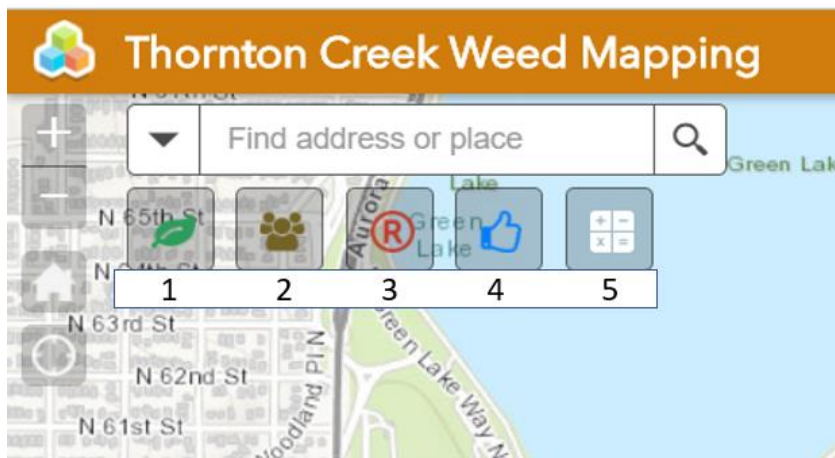 Thornton Creek Weed Mapping
Find address or place
Green Lak
Lake
N 65th St
Aurora
R
Green
Lake
1 2 3 4 5
N 63rd St
N 62nd St
Green Lake Way N
Woodland Pl N
N 61st St